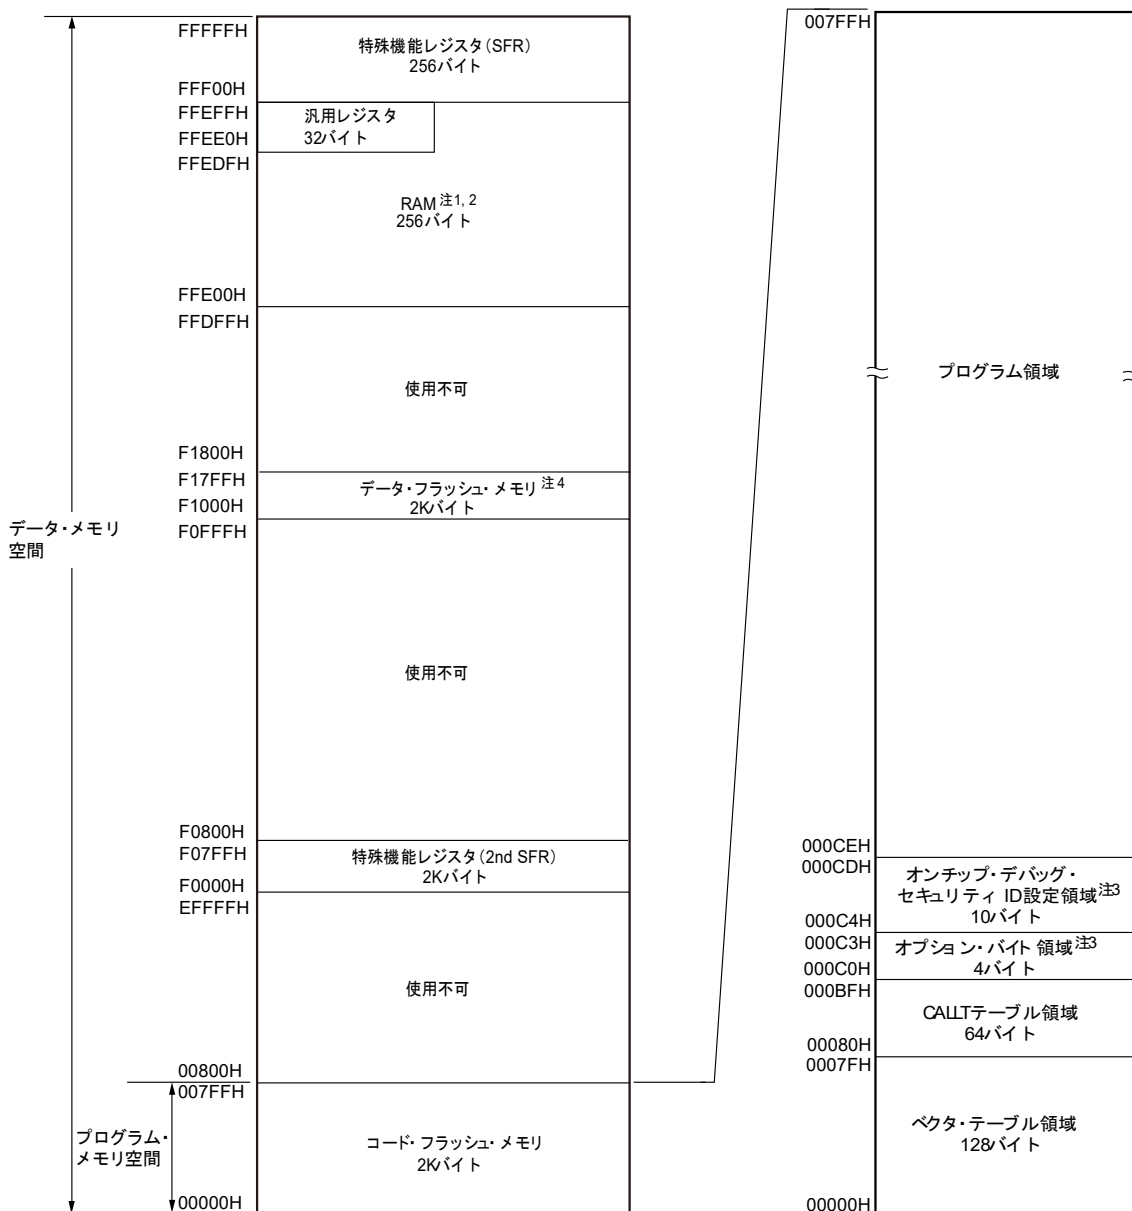 FFFFFH
特殊機能レジスタ(SFR)
256バイト
FFF00H
FFEFFH
汎用レジスタ
32バイト
FFEE0H
FFEDFH
RAM 注1, 2
256バイト
FFE00H
FFDFFH
使用不可
F1800H
F17FFH
データ・フラッシュ・メモリ 注4
2Kバイト
F1000H
F0FFFH
データ・メモリ
空間
使用不可
F0800H
F07FFH
特殊機能レジスタ(2nd SFR)
2Kバイト
F0000H
EFFFFH
使用不可
00800H
007FFH
プログラム・
メモリ空間
コード・フラッシュ・メモリ
2Kバイト
00000H
007FFH
プログラム領域
000CEH
000CDH
オンチップ・デバッグ・
セキュリティ ID設定領域注3
10バイト
000C4H
000C3H
オプション・バイト 領域注3
4バイト
000C0H
000BFH
CALLTテーブル領域
64バイト
00080H
0007FH
ベクタ・テーブル領域
128バイト
00000H